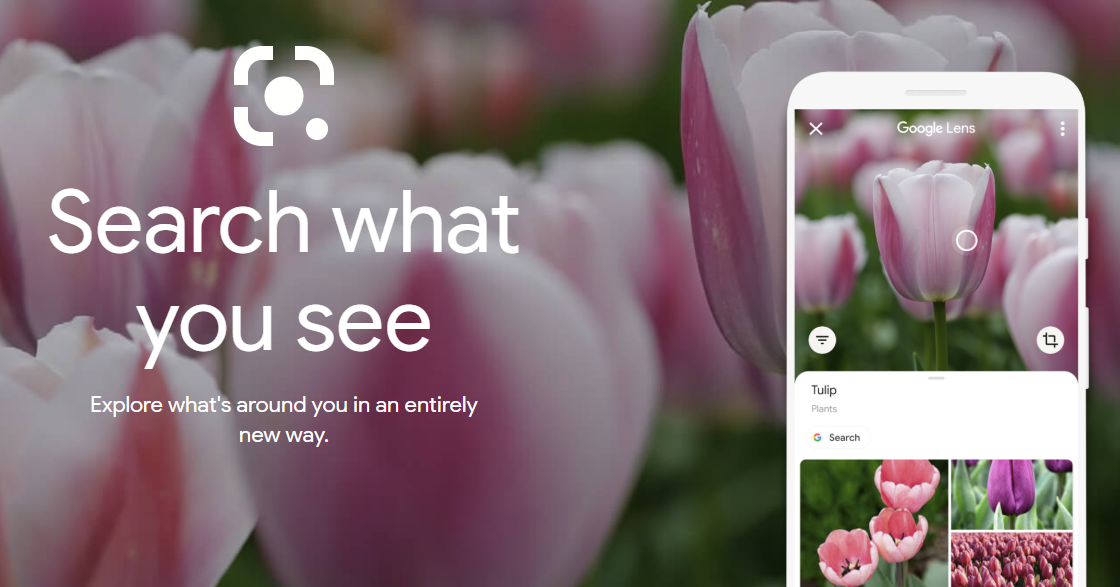 Search what
you see
Explore what's around you in an entirely
new way.
Google Lens
Tulip
Plants
Search